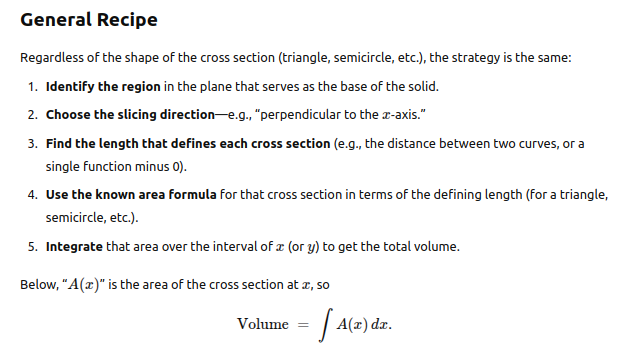 General Recipe
Regardless of the shape of the cross section (triangle, semicircle, etc.), the strategy is the same:
1. Identify the region in the plane that serves as the base of the solid.
2. Choose the slicing direction—e.g., “perpendicular to the x-axis.”
3. Find the length that defines each cross section (e.g., the distance between two curves, or a
single function minus 0).
4. Use the known area formula for that cross section in terms of the defining length (for a triangle,
semicircle, etc.).
5. Integrate that area over the interval of x (or y) to get the total volume.
Below, “A(x)” is the area of the cross section at x, so
Volume = ∫ A(x) dx.